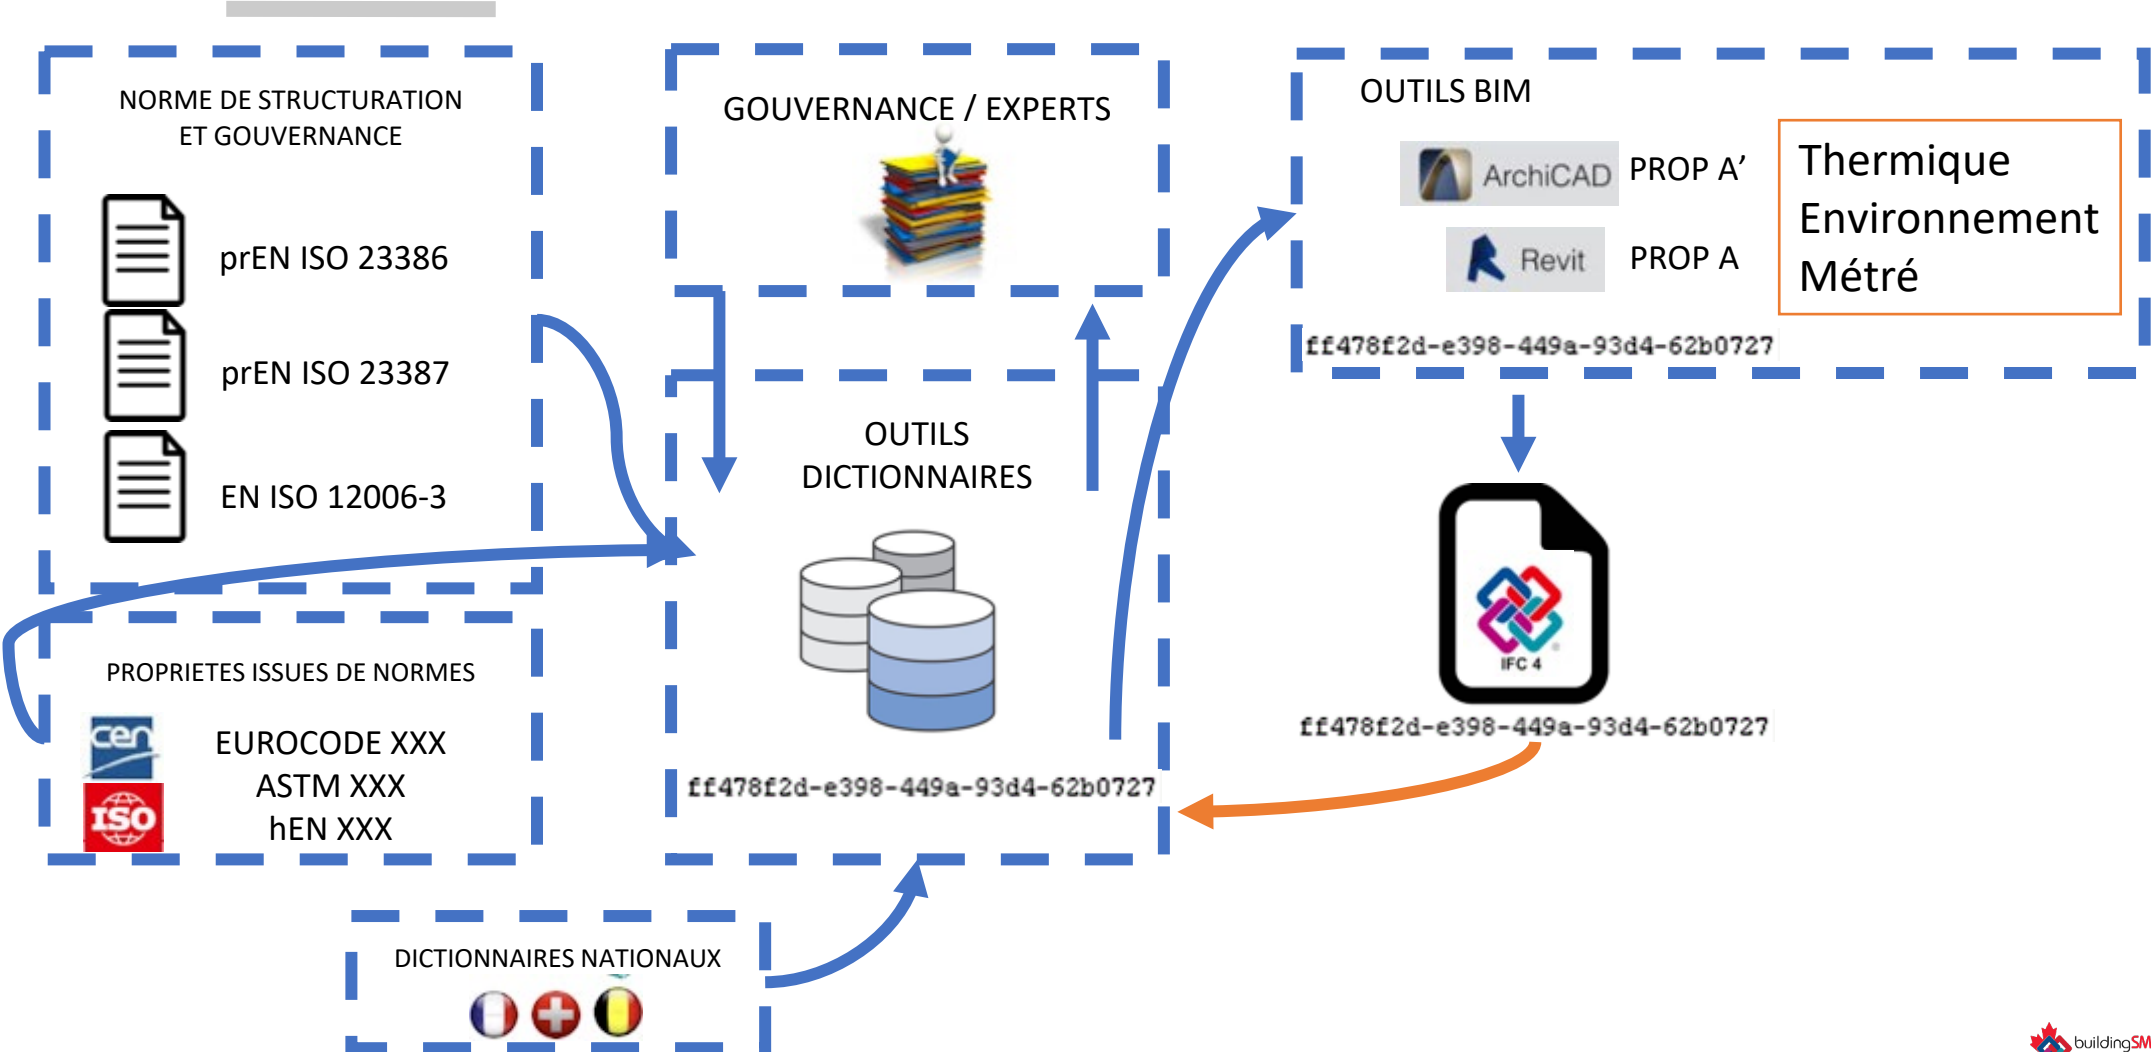 NORME DE STRUCTURATION
ET GOUVERNANCE
prEN ISO 23386
prEN ISO 23387
EN ISO 12006-3
PROPRIETES ISSUES DE NORMES
cen
ISO
EUROCODE XXX
ASTM XXX
hEN XXX
GOUVERNANCE / EXPERTS
OUTILS
DICTIONNAIRES
ff478f2d-e398-449a-93d4-62b0727
DICTIONNAIRES NATIONAUX
OUTILS BIM
ArchiCAD PROP A’
Revit PROP A
Thermique
Environnement
Métré
ff478f2d-e398-449a-93d4-62b0727
IFC 4
ff478f2d-e398-449a-93d4-62b0727
buildingSM